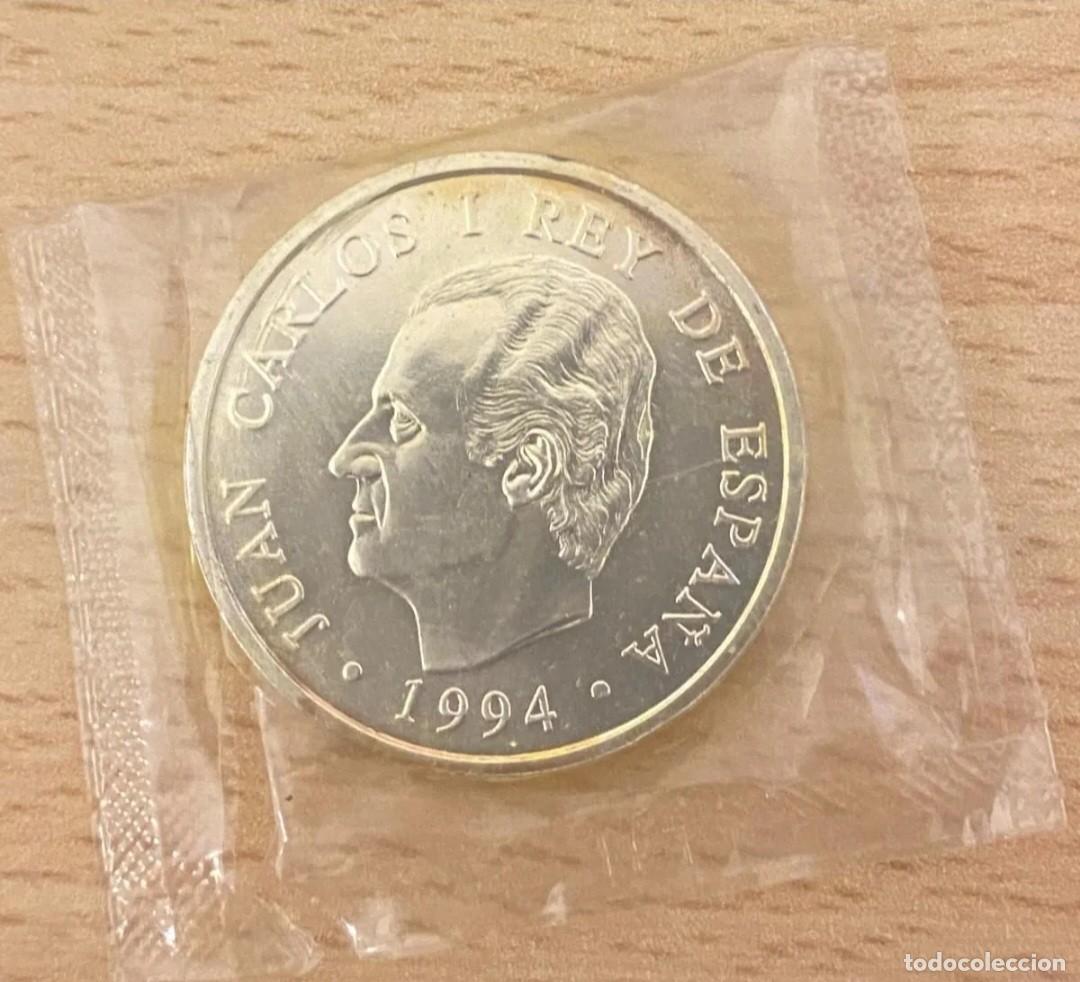 JUAN CARLOS I REY DE ESPAÑA
1994
todocoleccion